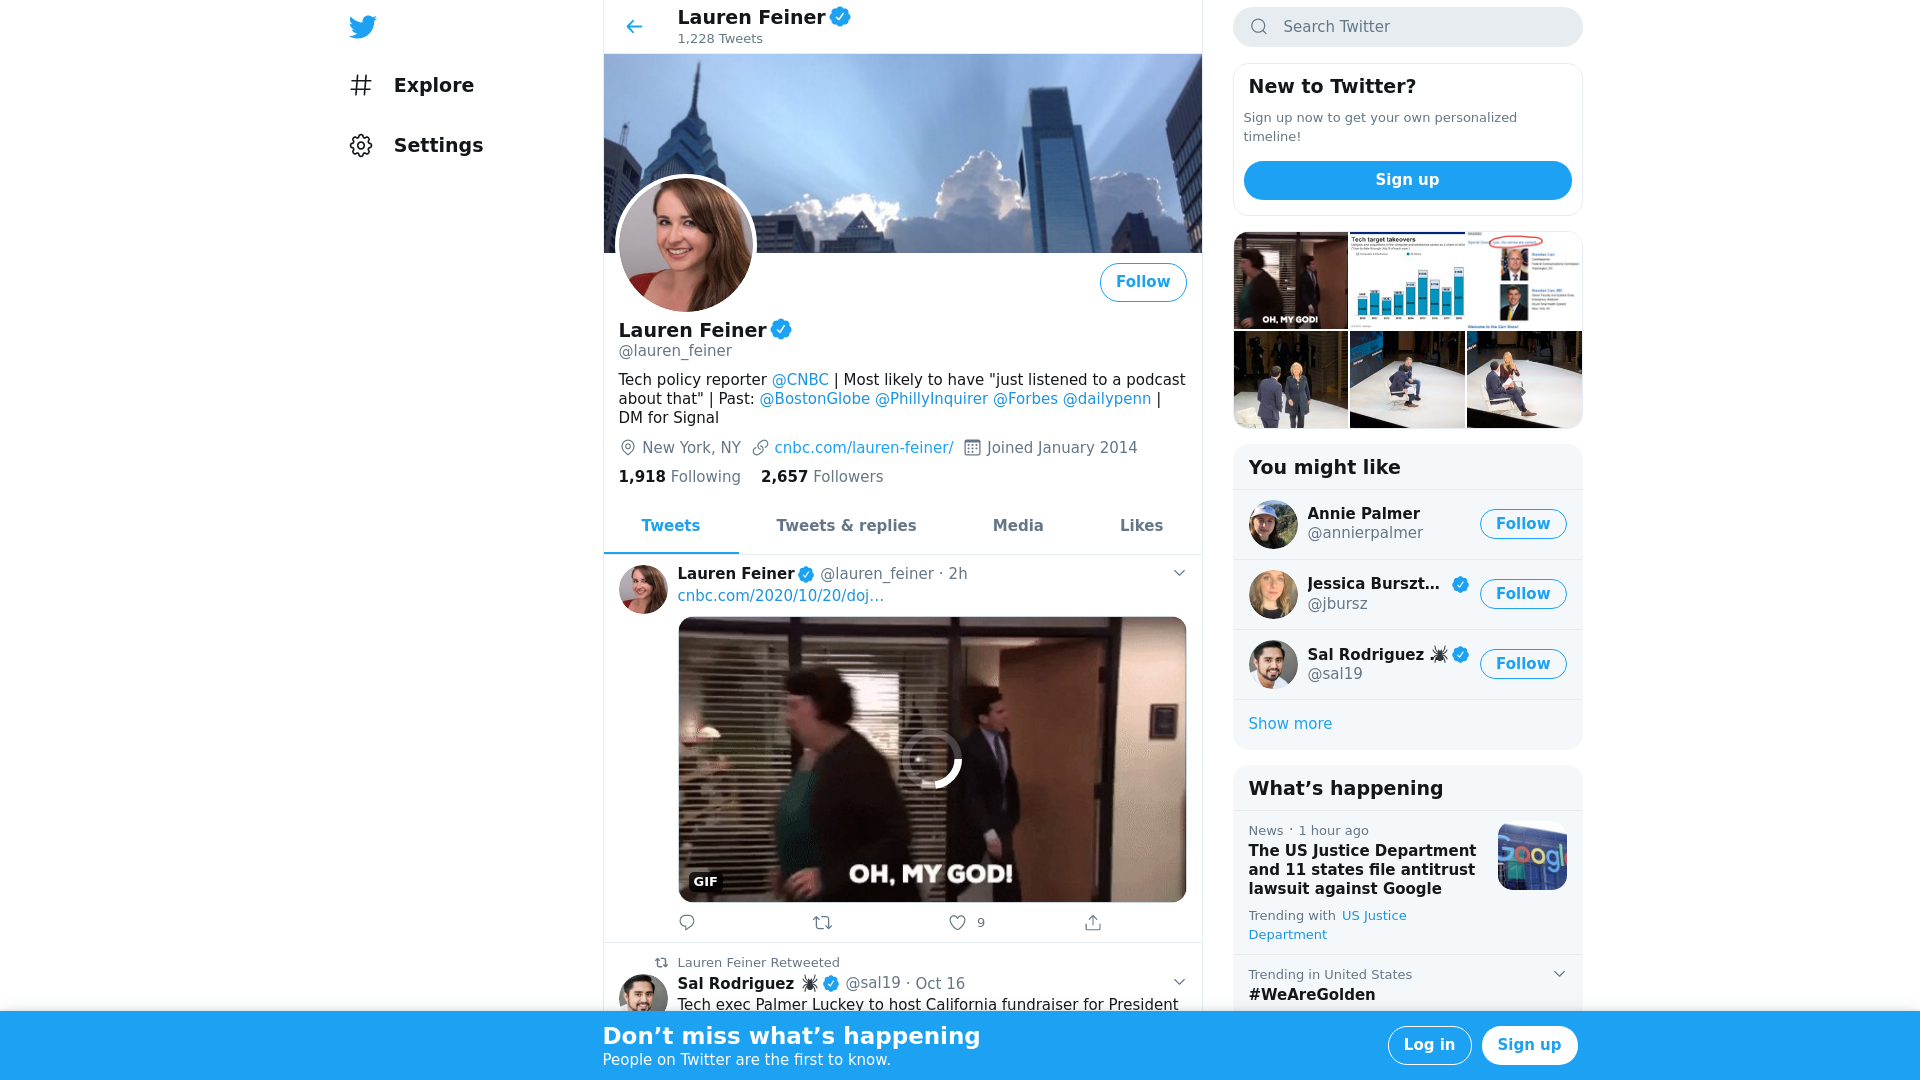 Explore
Settings
Lauren Feiner
1,228 Tweets
Follow
Lauren Feiner
@lauren_feiner
Tech policy reporter @CNBC | Most likely to have "just listened to a podcast
about that" | Past: @BostonGlobe @PhillyInquirer @Forbes @dailypenn |
DM for Signal
New York, NY cnbc.com/lauren-feiner/ Joined January 2014
1,918 Following 2,657 Followers
Tweets Tweets & replies Media Likes
Lauren Feiner @lauren_feiner · 2h
cnbc.com/2020/10/20/doj…
OH, MY GOD!
GIF
9
Lauren Feiner Retweeted
Sal Rodriguez @sal19 · Oct 16
Tech exec Palmer Luckey to host California fundraiser for President
Search Twitter
New to Twitter?
Sign up now to get your own personalized
timeline!
Sign up
OH, MY GOD!
Tech target takeovers
You might like
Annie Palmer
@annierpalmer
Follow
Jessica Burszt…
@jbursz
Follow
Sal Rodriguez
@sal19
Follow
Show more
What’s happening
News · 1 hour ago
The US Justice Department
and 11 states file antitrust
lawsuit against Google
Googl
Trending with US Justice
Department
Trending in United States
#WeAreGolden
Don’t miss what’s happening
People on Twitter are the first to know.
Log in
Sign up